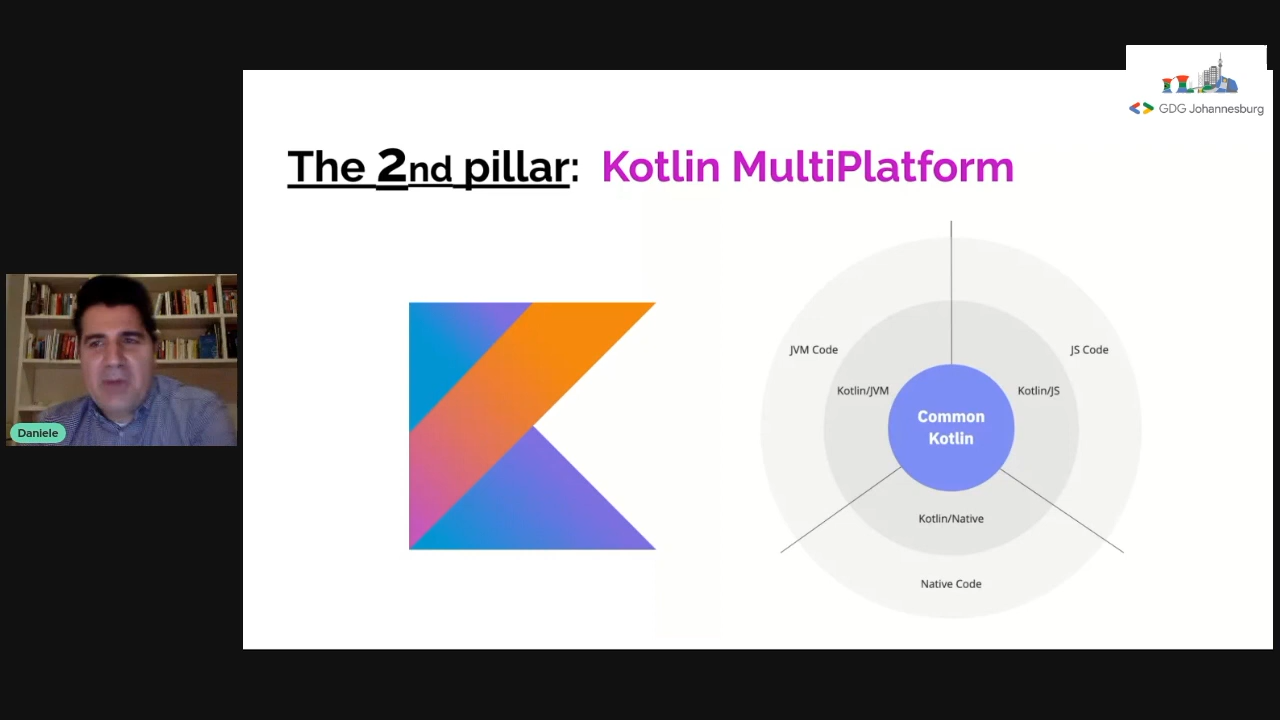 GDG Johannesburg
The 2nd pillar: Kotlin MultiPlatform
JVM Code
JS Code
Kotlin/JVM
Kotlin/JS
Common
Kotlin
Kotlin/Native
Native Code
Daniele